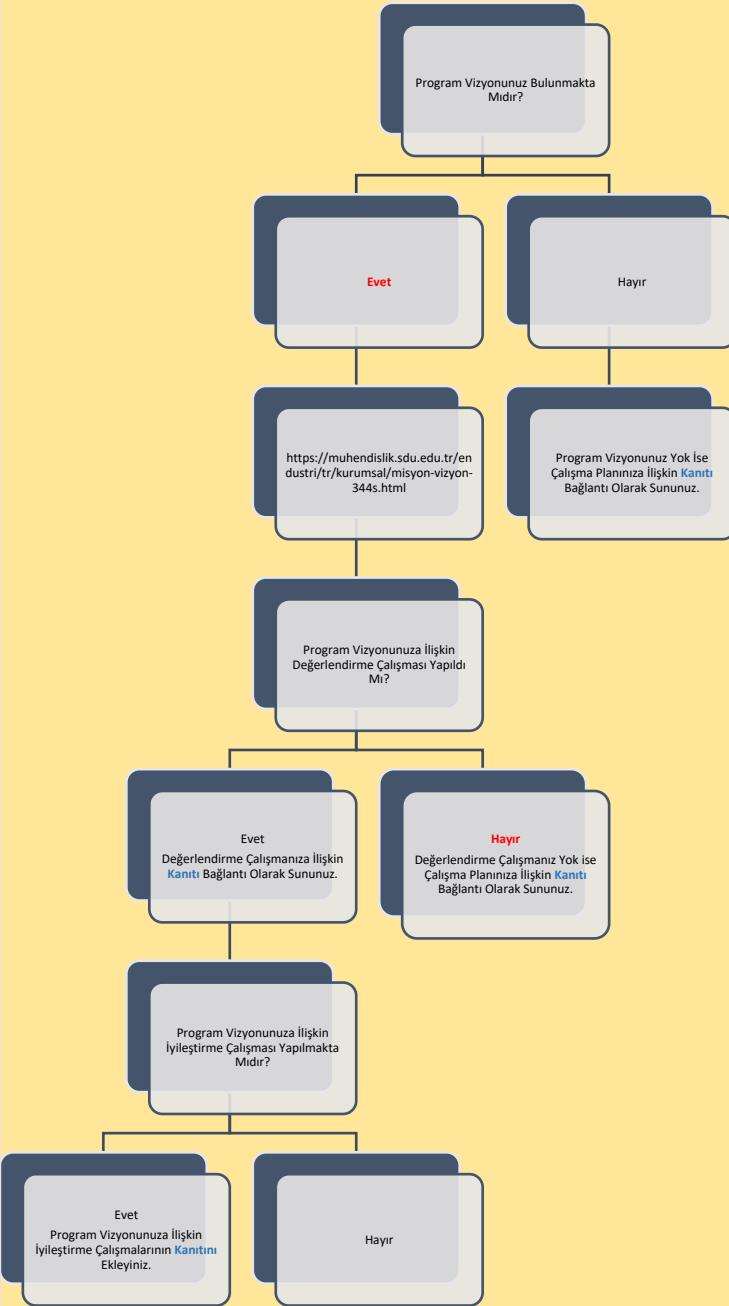 Program Vizyonunuz Bulunmakta
Mıdır?
Evet
Hayır
https://muhendislik.sdu.edu.tr/en
dustri/tr/kurumsal/misyon-vizyon-
344s.html
Program Vizyonunuz Yok İse
Çalışma Planınıza İlişkin Kanıtı
Bağlantı Olarak Sununuz.
Program Vizyonunuza İlişkin
Değerlendirme Çalışması Yapıldı
Mı?
Evet
Değerlendirme Çalışmanıza İlişkin
Kanıtı Bağlantı Olarak Sununuz.
Hayır
Değerlendirme Çalışmanız Yok ise
Çalışma Planınıza İlişkin Kanıtı
Bağlantı Olarak Sununuz.
Program Vizyonunuza İlişkin
İyileştirme Çalışması Yapılmakta
Mıdır?
Evet
Program Vizyonunuza İlişkin
İyileştirme Çalışmalarının Kanıtını
Ekleyiniz.
Hayır